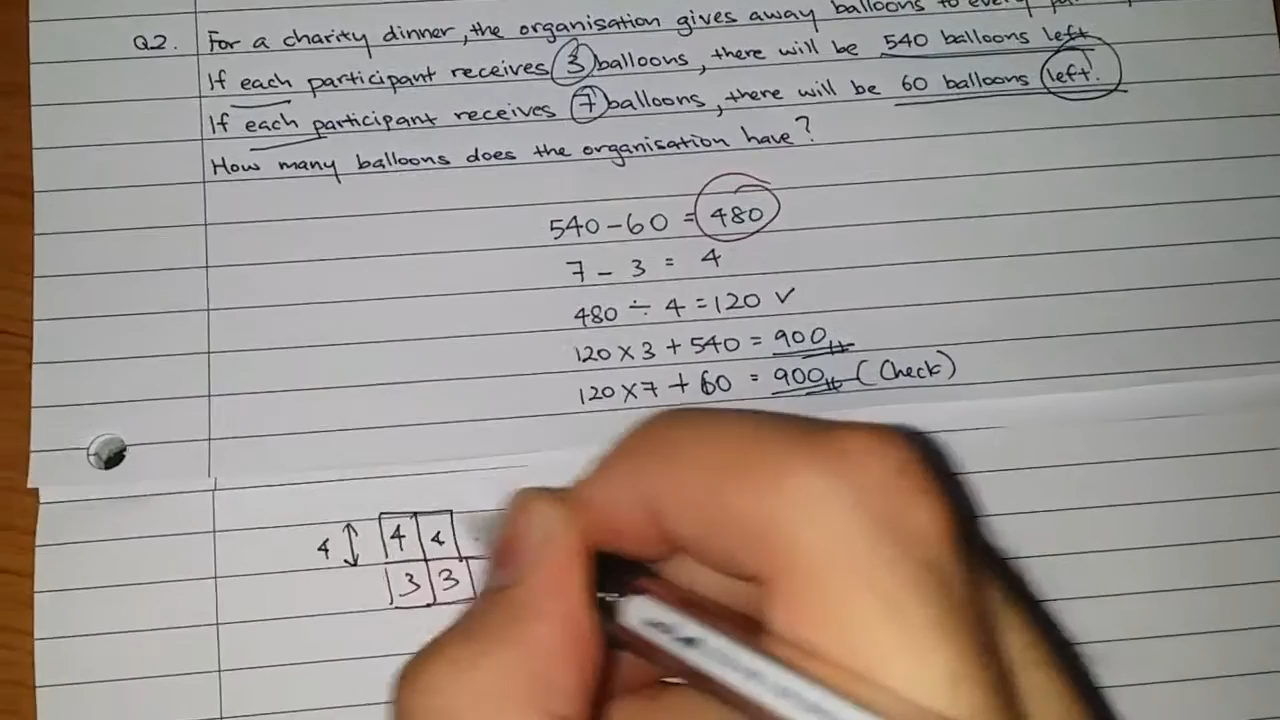 Q2. For a charity dinner, the organisation gives away balloons to every
If each participant receives 3 balloons, there will be 540 balloons left
If each participant receives 7 balloons, there will be 60 balloons left.
How many balloons does the organisation have?
540 - 60 = 480
7 - 3 = 4
480 ÷ 4 = 120 ✓
120 × 3 + 540 = 900
120 × 7 + 60 = 900 (Check)
4 4 4
3 3